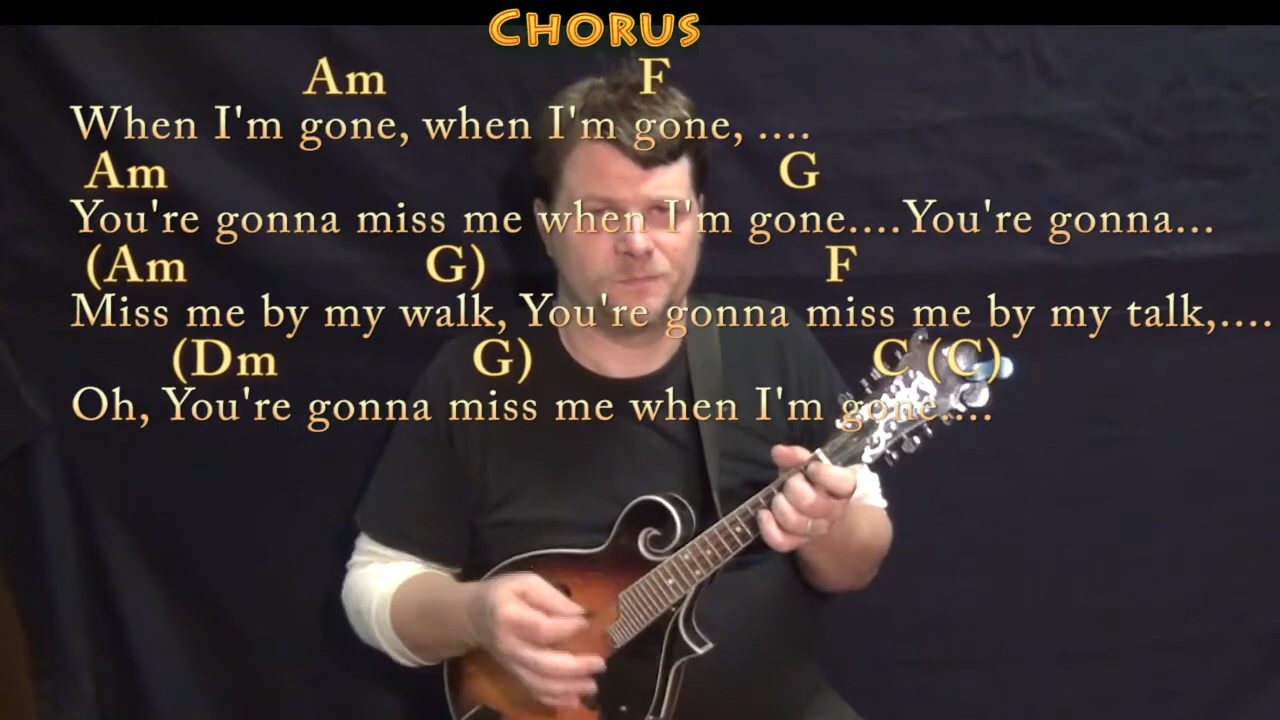 CHORUS
Am F
When I'm gone, when I'm gone, ....
Am G
You're gonna miss me when I'm gone....You're gonna...
(Am G) F
Miss me by my walk, You're gonna miss me by my talk,....
(Dm G) C (C)
Oh, You're gonna miss me when I'm gone....